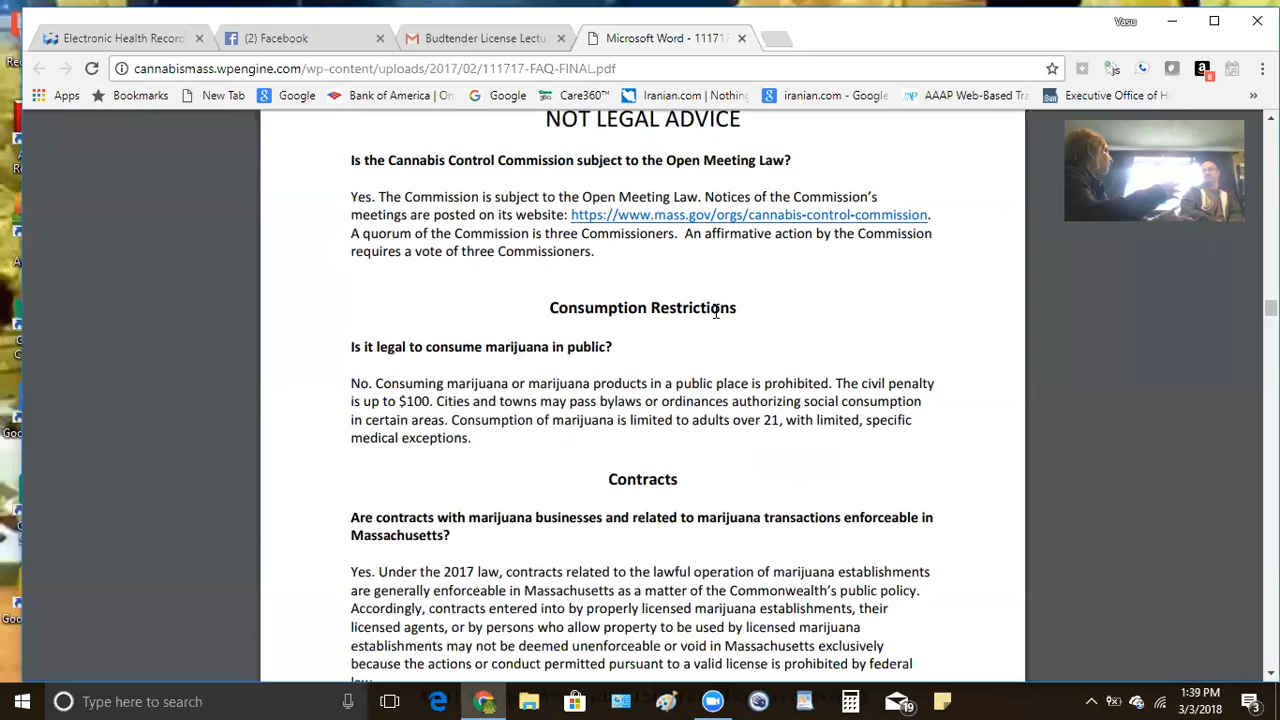 Vasu
Electronic Health Record
(2) Facebook
Budtender License Lectu
Microsoft Word - 11171
cannabismass.wpengine.com/wp-content/uploads/2017/02/111717-FAQ-FINAL.pdf
js
8
Apps
Bookmarks
New Tab
Google
Bank of America | On
Google
Care360™
Iranian.com | Nothing
iranian.com - Google
AAAP Web-Based Tra
Sun
Executive Office of H
»
NOT LEGAL ADVICE
Is the Cannabis Control Commission subject to the Open Meeting Law?
Yes. The Commission is subject to the Open Meeting Law. Notices of the Commission's
meetings are posted on its website: https://www.mass.gov/orgs/cannabis-control-commission.
A quorum of the Commission is three Commissioners. An affirmative action by the Commission
requires a vote of three Commissioners.
Consumption Restrictions
Is it legal to consume marijuana in public?
No. Consuming marijuana or marijuana products in a public place is prohibited. The civil penalty
is up to $100. Cities and towns may pass bylaws or ordinances authorizing social consumption
in certain areas. Consumption of marijuana is limited to adults over 21, with limited, specific
medical exceptions.
Contracts
Are contracts with marijuana businesses and related to marijuana transactions enforceable in
Massachusetts?
Yes. Under the 2017 law, contracts related to the lawful operation of marijuana establishments
are generally enforceable in Massachusetts as a matter of the Commonwealth's public policy.
Accordingly, contracts entered into by properly licensed marijuana establishments, their
licensed agents, or by persons who allow property to be used by licensed marijuana
establishments may not be deemed unenforceable or void in Massachusetts exclusively
because the actions or conduct permitted pursuant to a valid license is prohibited by federal
Type here to search
19
1:39 PM
3/3/2018
3